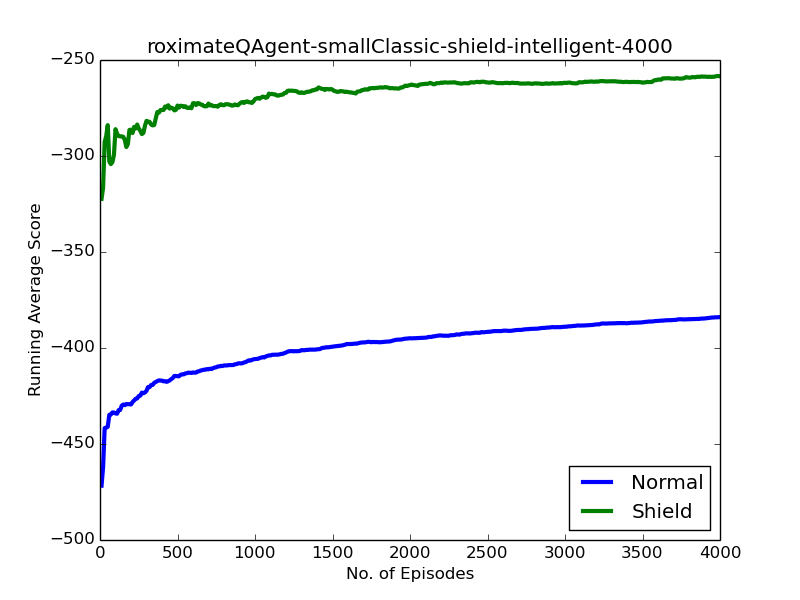 roximateQAgent-smallClassic-shield-intelligent-4000
−250
−300
−350
−400
−450
−500
Running Average Score
0 500 1000 1500 2000 2500 3000 3500 4000
No. of Episodes
Normal
Shield